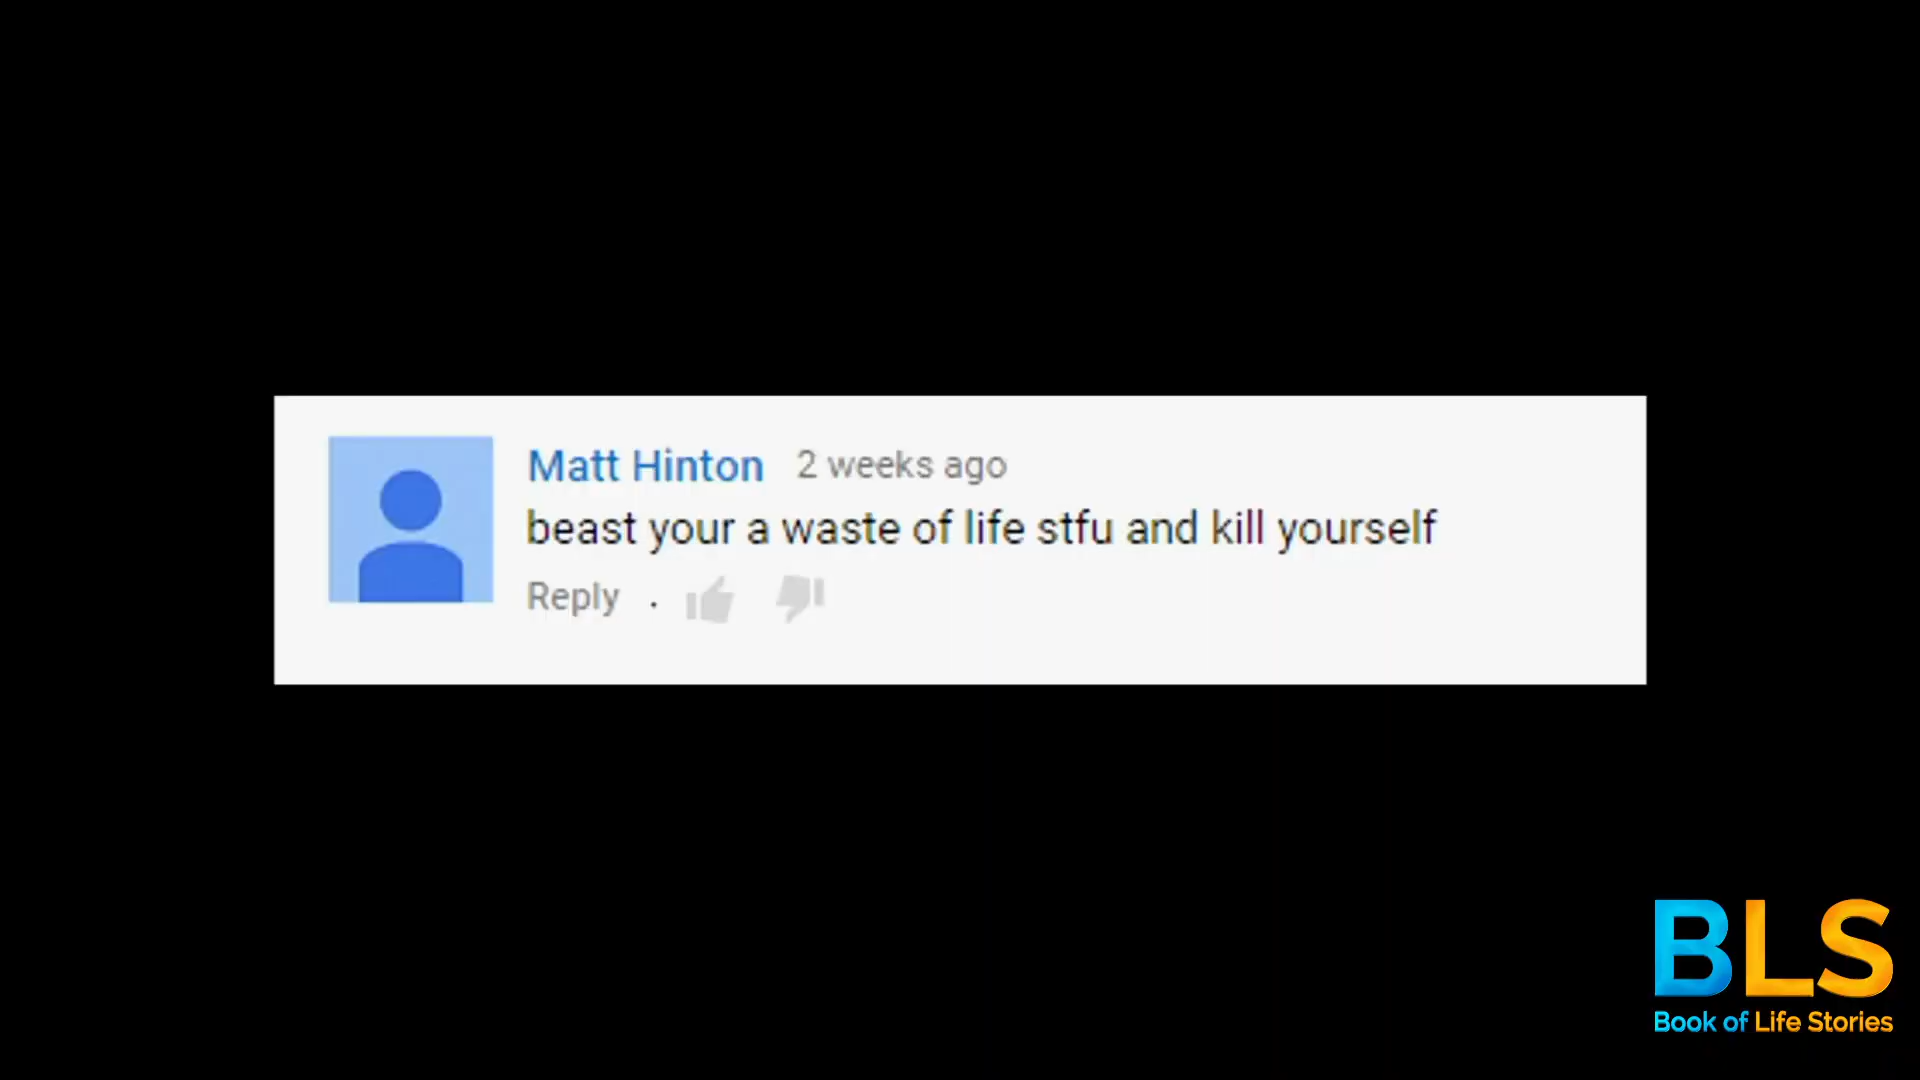 Matt Hinton 2 weeks ago
beast your a waste of life stfu and kill yourself
Reply .
BLS
Book of Life Stories